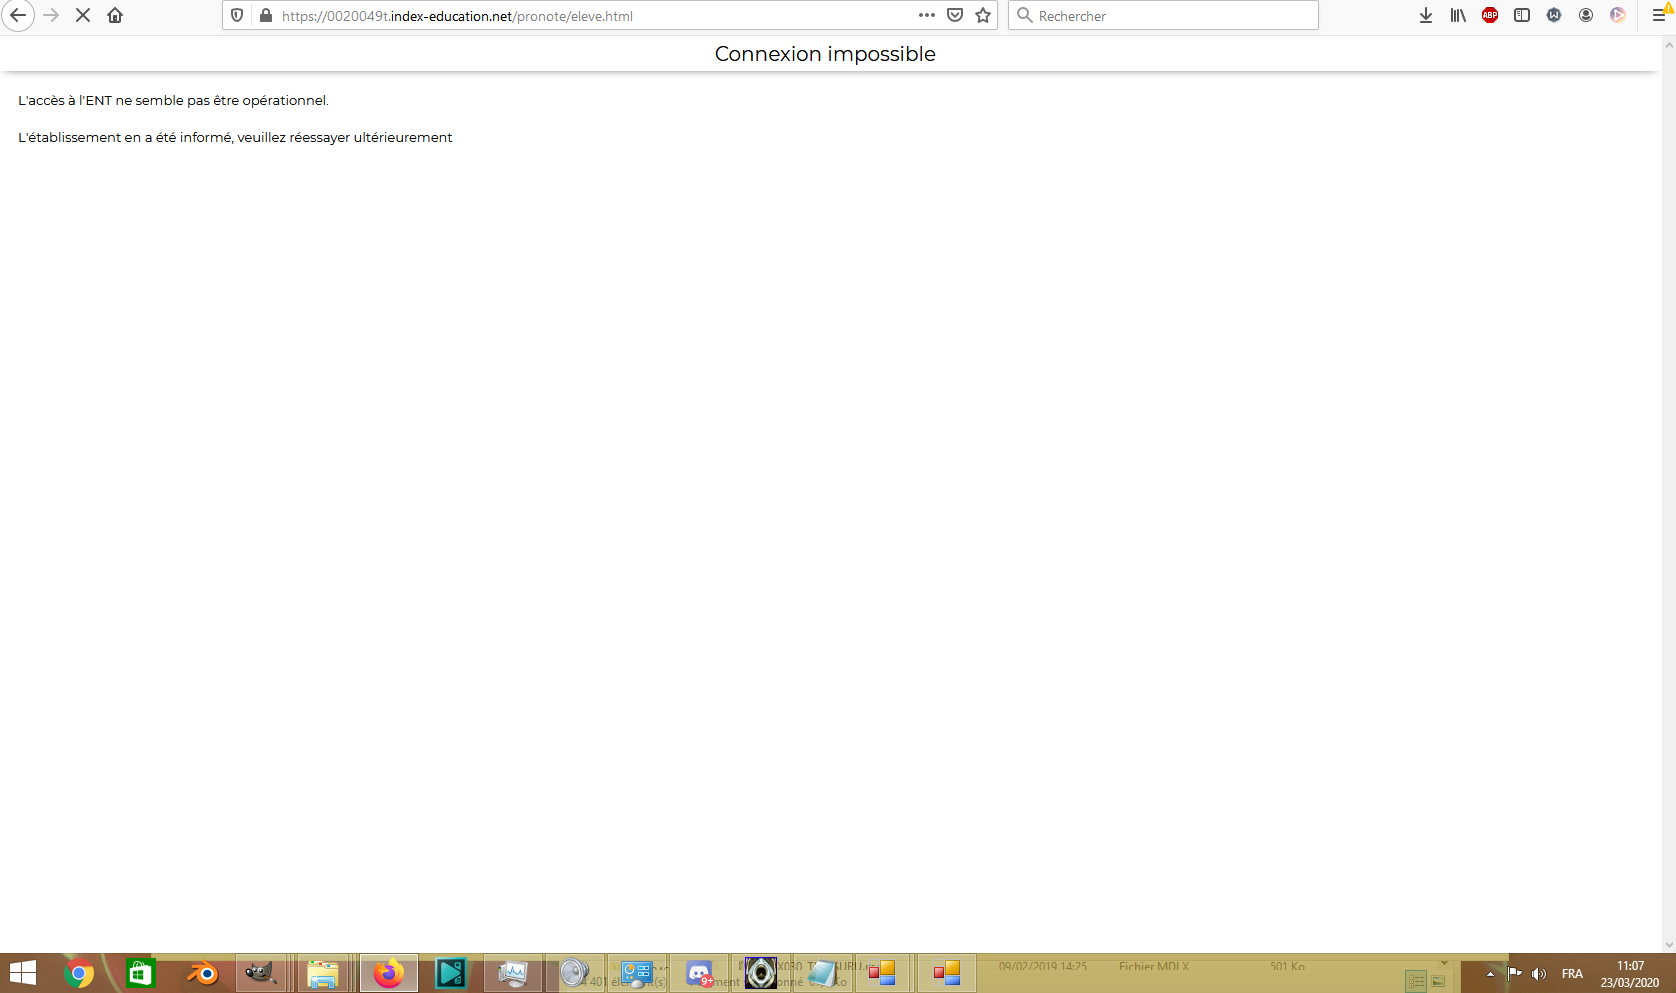 https://0020049t.index-education.net/pronote/eleve.html
Rechercher
ABP
Connexion impossible
L'accès à l'ENT ne semble pas être opérationnel.
L'établissement en a été informé, veuillez réessayer ultérieurement
9+
09/02/2019 14:25
Fichier MDLX
501 Ko
FRA
11:07
23/03/2020